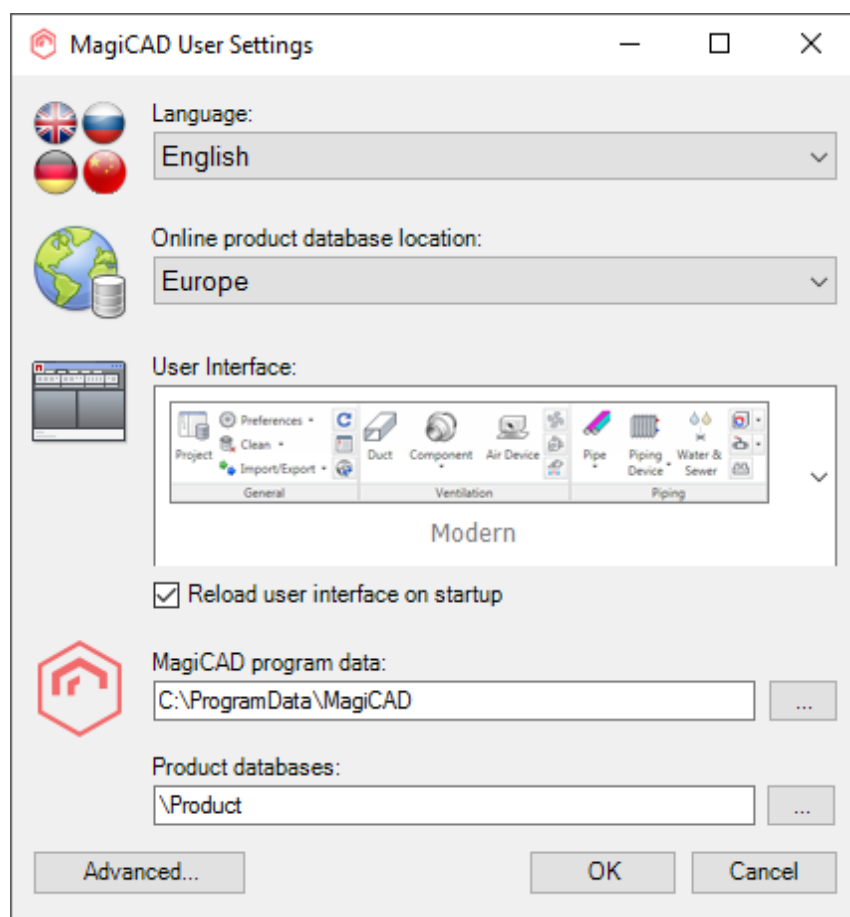 MagiCAD User Settings
Language:
English
Online product database location:
Europe
User Interface:
Project
Preferences
Clean
Import/Export
General
Duct
Component
Air Device
Ventilation
Pipe
Piping
Device
Water &
Sewer
Piping
Modern
Reload user interface on startup
MagiCAD program data:
C:\ProgramData\MagiCAD
...
Product databases:
\Product
...
Advanced...
OK
Cancel